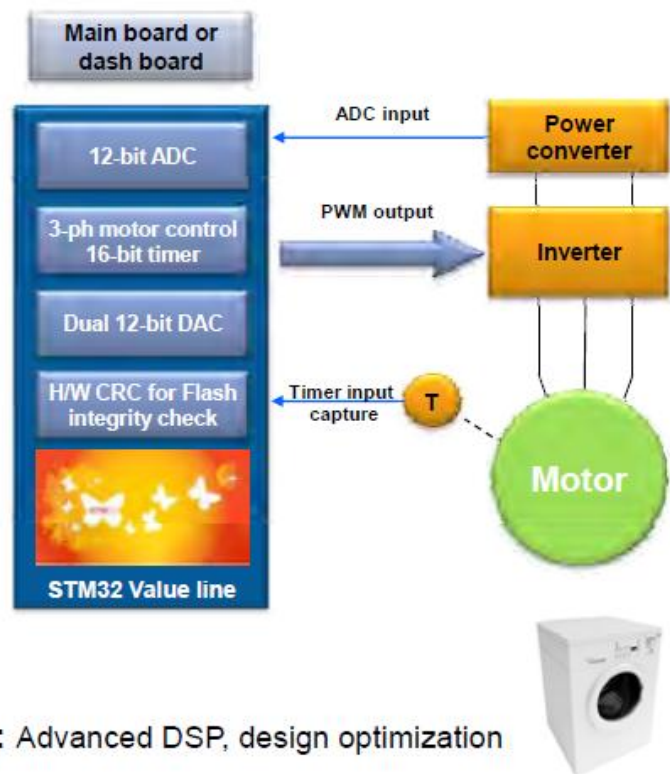 Main board or
dash board
ADC input
Power
converter
12-bit ADC
3-ph motor control
16-bit timer
PWM output
Inverter
Dual 12-bit DAC
H/W CRC for Flash
integrity check
Timer input
capture
T
Motor
STM32 Value line
: Advanced DSP, design optimization